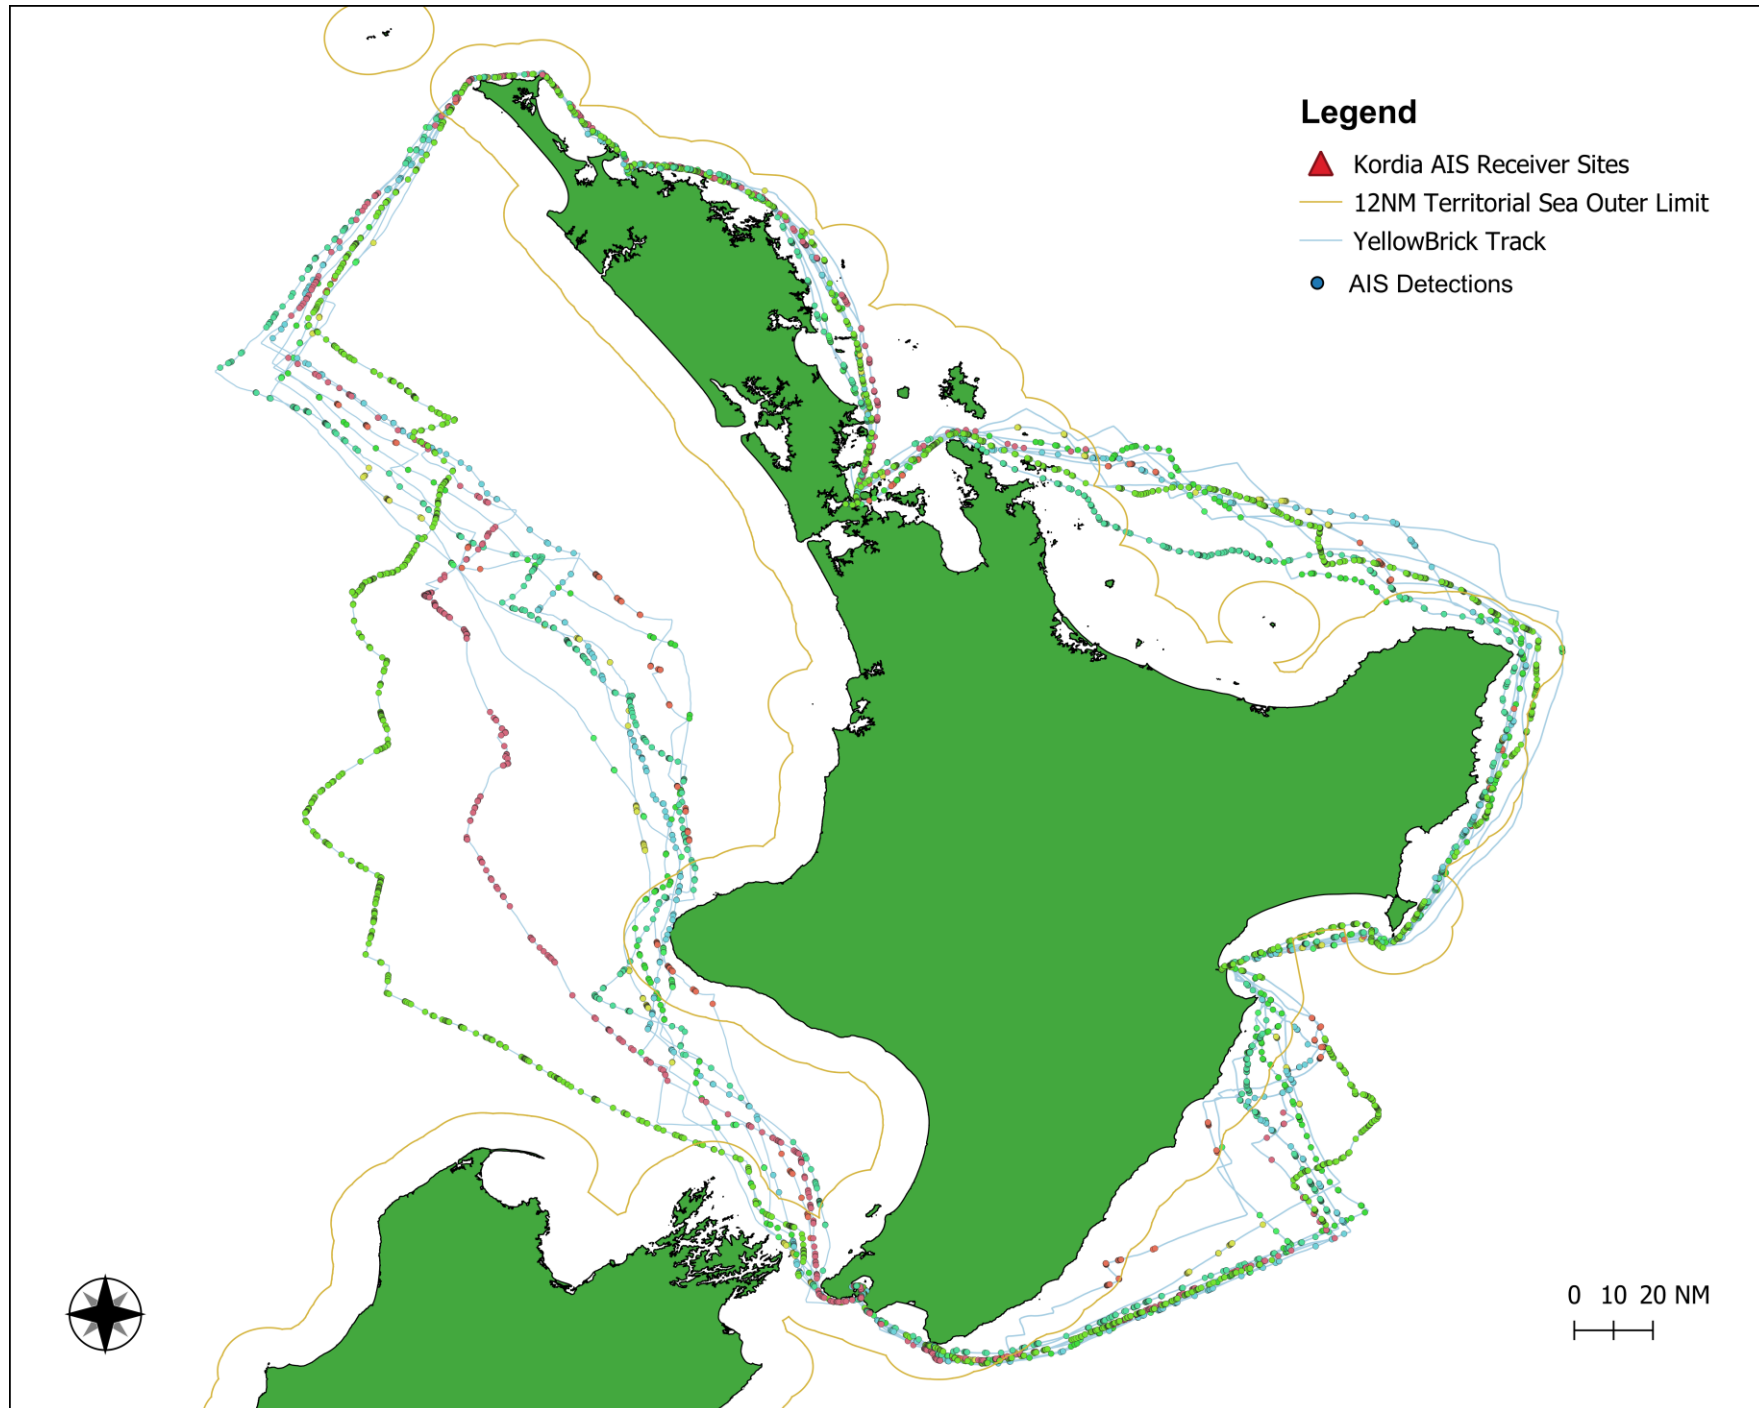 Legend
Kordia AIS Receiver Sites
12NM Territorial Sea Outer Limit
YellowBrick Track
AIS Detections
0 10 20 NM